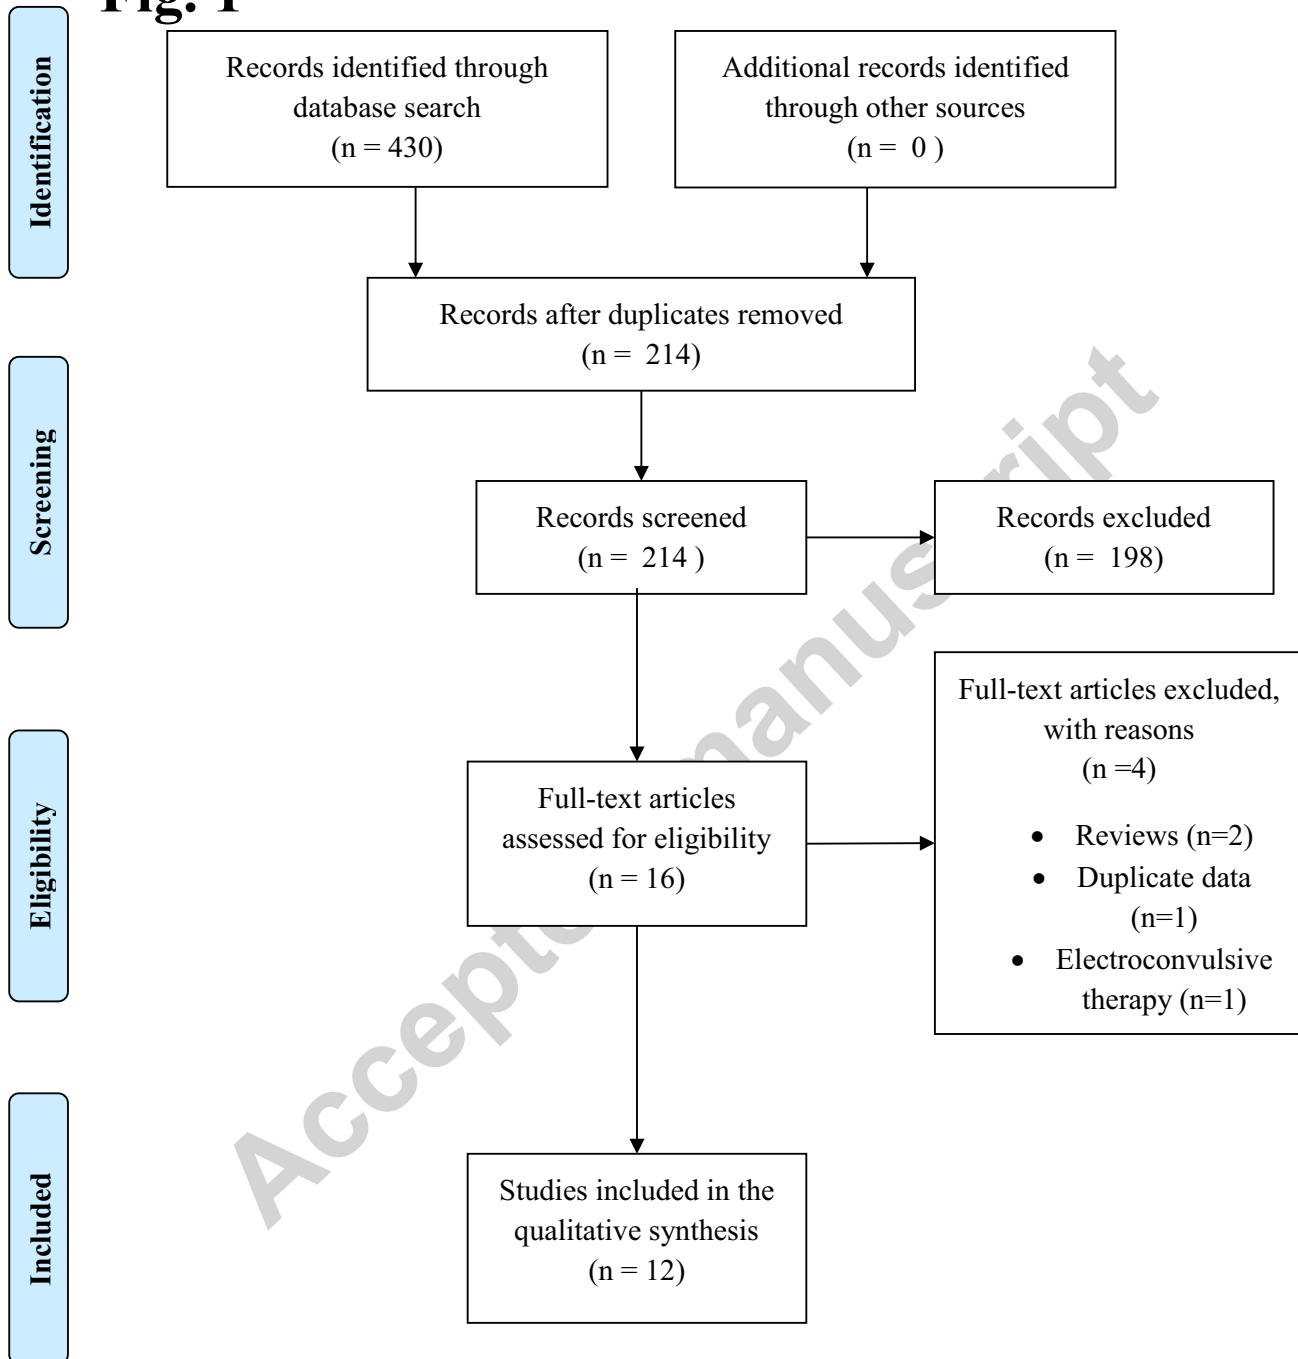 Fig. 1
Identification
Records identified through
database search
(n = 430)
Additional records identified
through other sources
(n =  0 )
Records after duplicates removed
(n =  214)
Screening
Records screened
(n =  214 )
Records excluded
(n =  198)
Eligibility
Full-text articles
assessed for eligibility
(n = 16)
Full-text articles excluded,
with reasons
(n =4)
• Reviews (n=2)
• Duplicate data
(n=1)
• Electroconvulsive
therapy (n=1)
Included
Studies included in the
qualitative synthesis
(n = 12)
Accepted manuscript